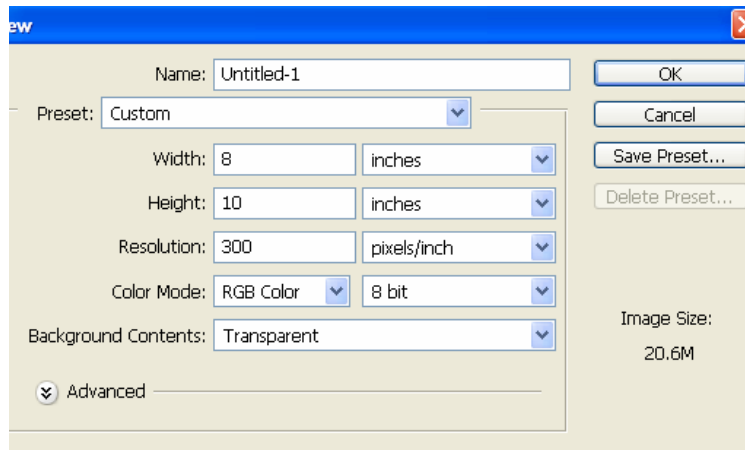 ew
Name: Untitled-1
OK
Preset: Custom
Cancel
Width: 8 inches
Save Preset...
Height: 10 inches
Delete Preset...
Resolution: 300 pixels/inch
Color Mode: RGB Color 8 bit
Background Contents: Transparent
Image Size:
20.6M
Advanced